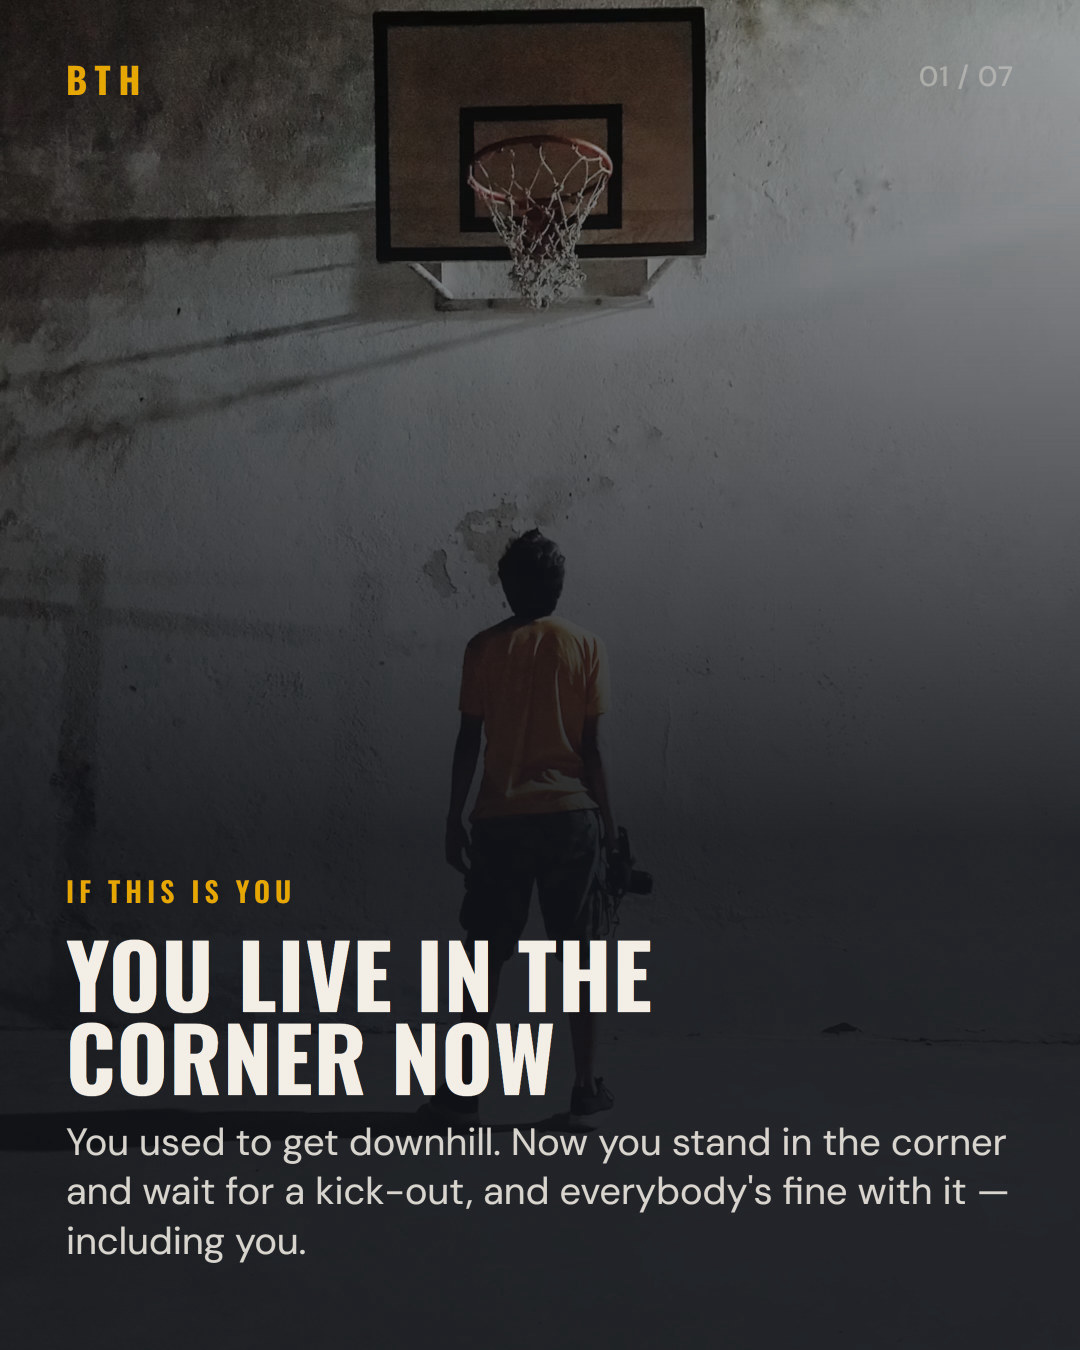 BTH
01 / 07
IF THIS IS YOU
YOU LIVE IN THE
CORNER NOW
You used to get downhill. Now you stand in the corner
and wait for a kick-out, and everybody's fine with it —
including you.